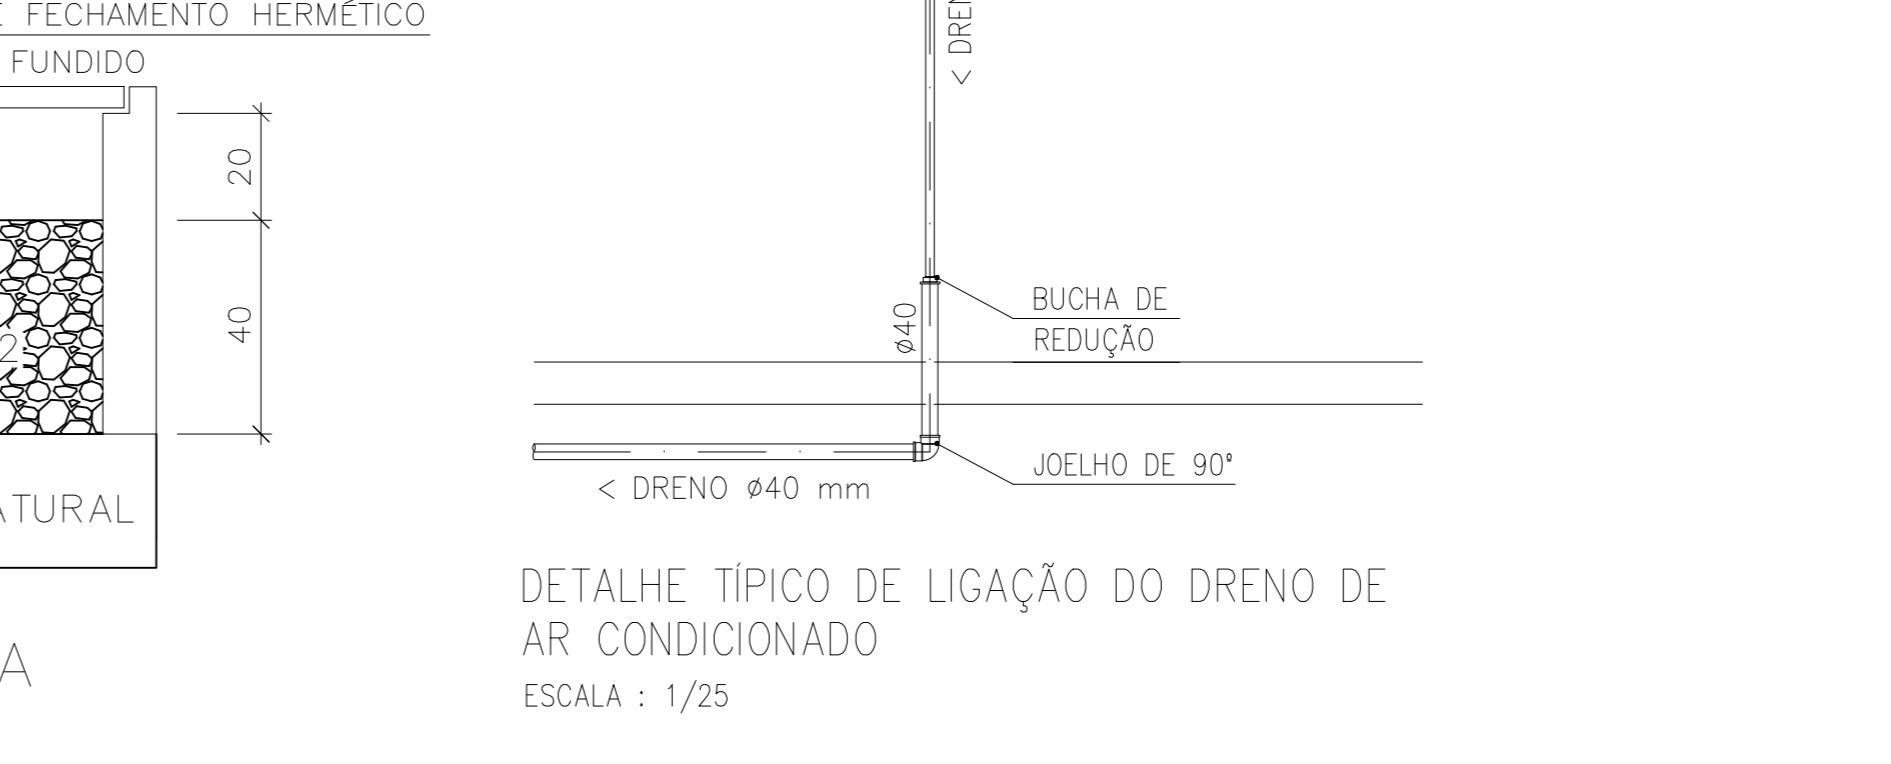 FECHAMENTO HERMÉTICO
FUNDIDO
20
40
< DREN
ø40
BUCHA DE
REDUÇÃO
JOELHO DE 90°
< DRENO ø40 mm
DETALHE TÍPICO DE LIGAÇÃO DO DRENO DE
AR CONDICIONADO
ESCALA : 1/25
2
ATURAL
A